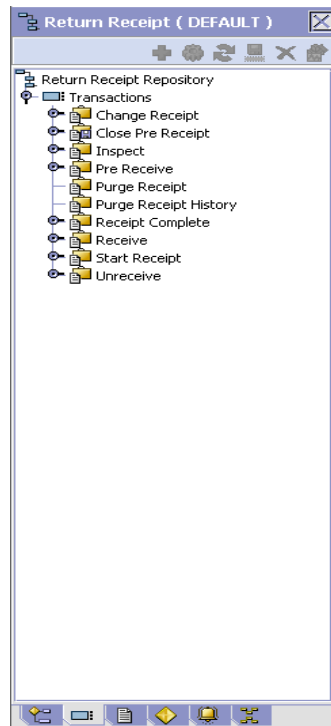 Return Receipt ( DEFAULT )
Return Receipt Repository
Transactions
Change Receipt
Close Pre Receipt
Inspect
Pre Receive
Purge Receipt
Purge Receipt History
Receipt Complete
Receive
Start Receipt
Unreceive